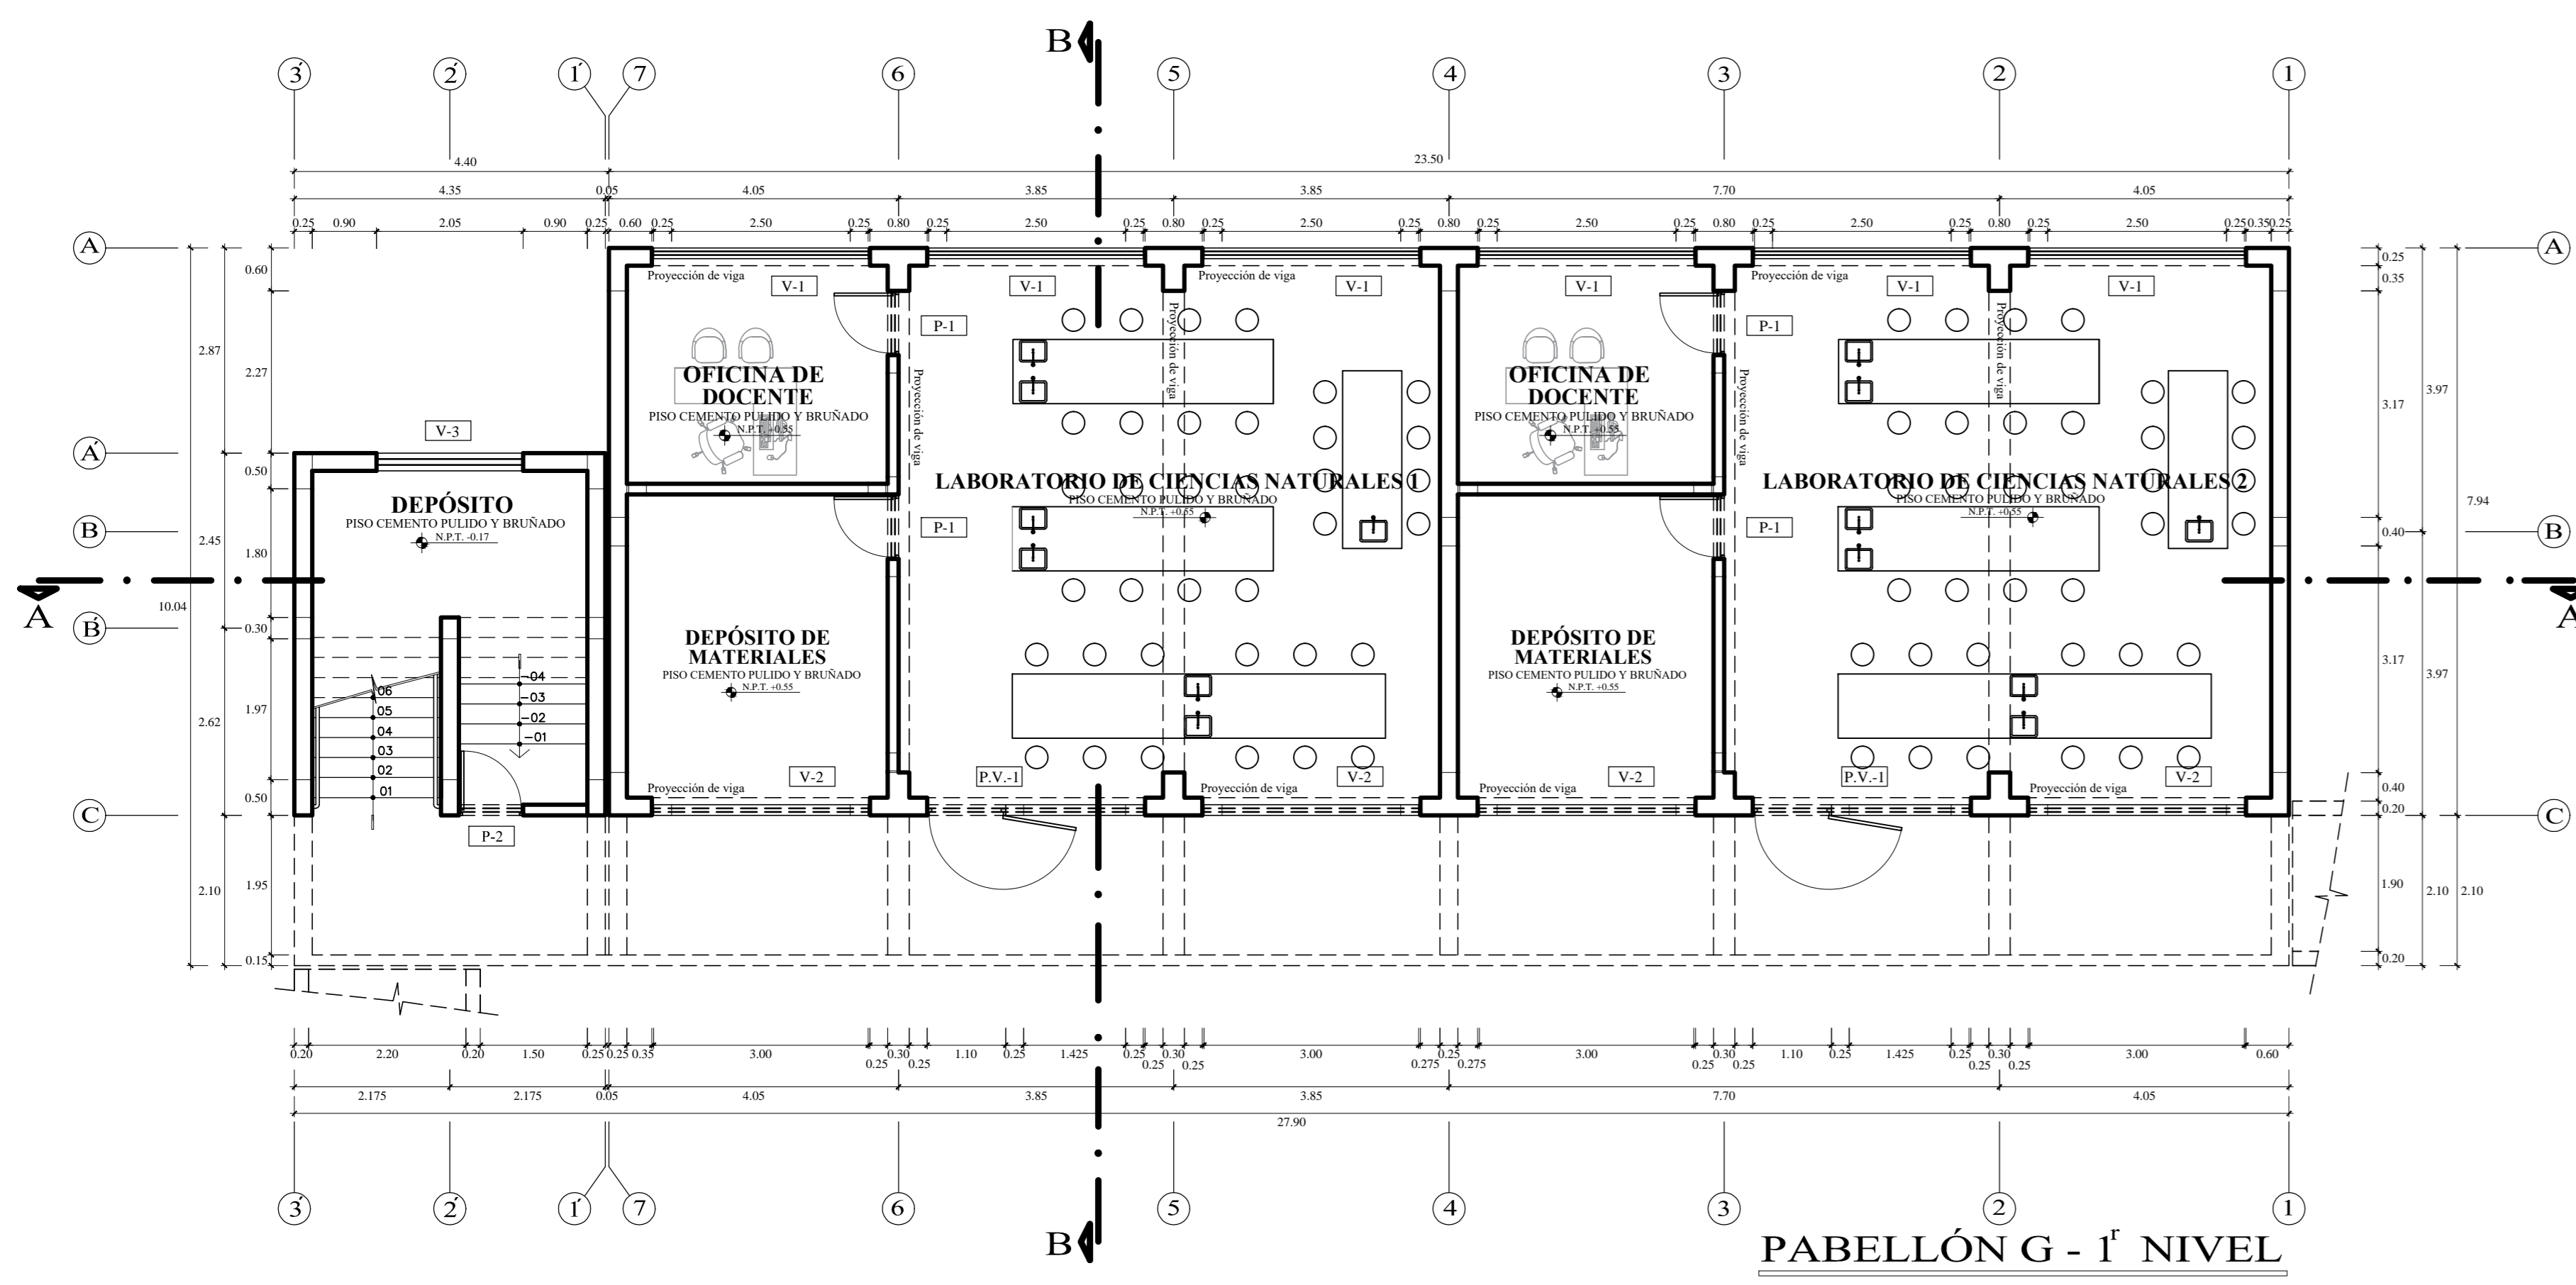 B
3́ 2́ 1́ 7 6 5 4 3 2 1
4.40 23.50
4.35 0.05 4.05 3.85 3.85 7.70 4.05
0.25 0.90 2.05 0.90 0.25 0.60 0.25 2.50 0.25 0.80 0.25 2.50 0.25 0.80 0.25 2.50 0.25 0.80 0.25 2.50 0.25 0.80 0.25 2.50 0.25 0.80 0.25 2.50 0.25 0.35 0.25
A A
0.60 0.25
Proyección de viga Proyección de viga Proyección de viga
0.35
V-1 V-1 V-1 V-1 V-1 V-1
P-1 P-1
Proyección de viga Proyección de viga
2.87
2.27
OFICINA DE
DOCENTE
PISO CEMENTO PULIDO Y BRUÑADO
N.P.T. +0.55
Proyección de viga
OFICINA DE
DOCENTE
PISO CEMENTO PULIDO Y BRUÑADO
N.P.T. +0.55
Proyección de viga
3.97
3.17
V-3
Á
0.50
LABORATORIO DE CIENCIAS NATURALES 1
PISO CEMENTO PULIDO Y BRUÑADO
N.P.T. +0.55
LABORATORIO DE CIENCIAS NATURALES 2
PISO CEMENTO PULIDO Y BRUÑADO
N.P.T. +0.55
7.94
DEPÓSITO
PISO CEMENTO PULIDO Y BRUÑADO
N.P.T. -0.17
P-1 P-1
B B
2.45
1.80
0.40
A A
10.04
B́
0.30
DEPÓSITO DE
MATERIALES
PISO CEMENTO PULIDO Y BRUÑADO
N.P.T. +0.55
DEPÓSITO DE
MATERIALES
PISO CEMENTO PULIDO Y BRUÑADO
N.P.T. +0.55
3.17
3.97
06
05
04
03
02
01
-04
-03
-02
-01
2.62
1.97
V-2 P.V.-1 V-2 V-2 P.V.-1 V-2
Proyección de viga Proyección de viga Proyección de viga Proyección de viga
0.50
0.40
0.20
C C
P-2
2.10
1.95
0.15
1.90
2.10
2.10
0.20
0.20 2.20 0.20 1.50 0.25 0.25 0.35 3.00 0.25 0.30 0.25 1.10 0.25 1.425 0.25 0.25 0.30 0.25 3.00 0.275 0.25 0.275 3.00 0.25 0.30 0.25 1.10 0.25 1.425 0.25 0.25 0.30 0.25 3.00 0.60
2.175 2.175 0.05 4.05 3.85 3.85 7.70 4.05
27.90
3́ 2́ 1́ 7 6 5 4 3 2 1
B
PABELLÓN G - 1r NIVEL